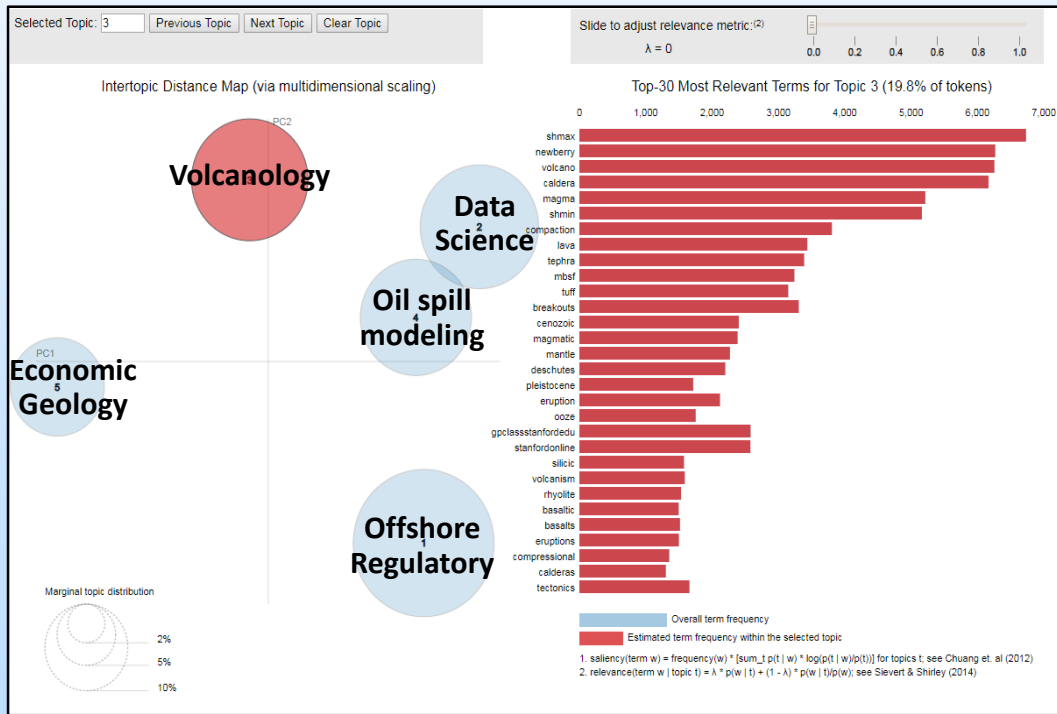 Selected Topic: 3 Previous Topic Next Topic Clear Topic
Slide to adjust relevance metric:(2)
λ = 0
0.0 0.2 0.4 0.6 0.8 1.0
Intertopic Distance Map (via multidimensional scaling)
PC2
PC1
Volcanology
3
Data
Science
2
Oil spill
modeling
4
Economic
Geology
5
Offshore
Regulatory
1
Marginal topic distribution
2%
5%
10%
Top-30 Most Relevant Terms for Topic 3 (19.8% of tokens)
0 1,000 2,000 3,000 4,000 5,000 6,000 7,000
shmax
newberry
volcano
caldera
magma
shmin
compaction
lava
tephra
mbsf
tuff
breakouts
cenozoic
magmatic
mantle
deschutes
pleistocene
eruption
ooze
gpclassstanfordedu
stanfordonline
silicic
volcanism
rhyolite
basaltic
basalts
eruptions
compressional
calderas
tectonics
Overall term frequency
Estimated term frequency within the selected topic
1. saliency(term w) = frequency(w) * [sum_t p(t | w) * log(p(t | w)/p(t))] for topics t; see Chuang et. al (2012)
2. relevance(term w | topic t) = λ * p(w | t) + (1 - λ) * p(w | t)/p(w); see Sievert & Shirley (2014)